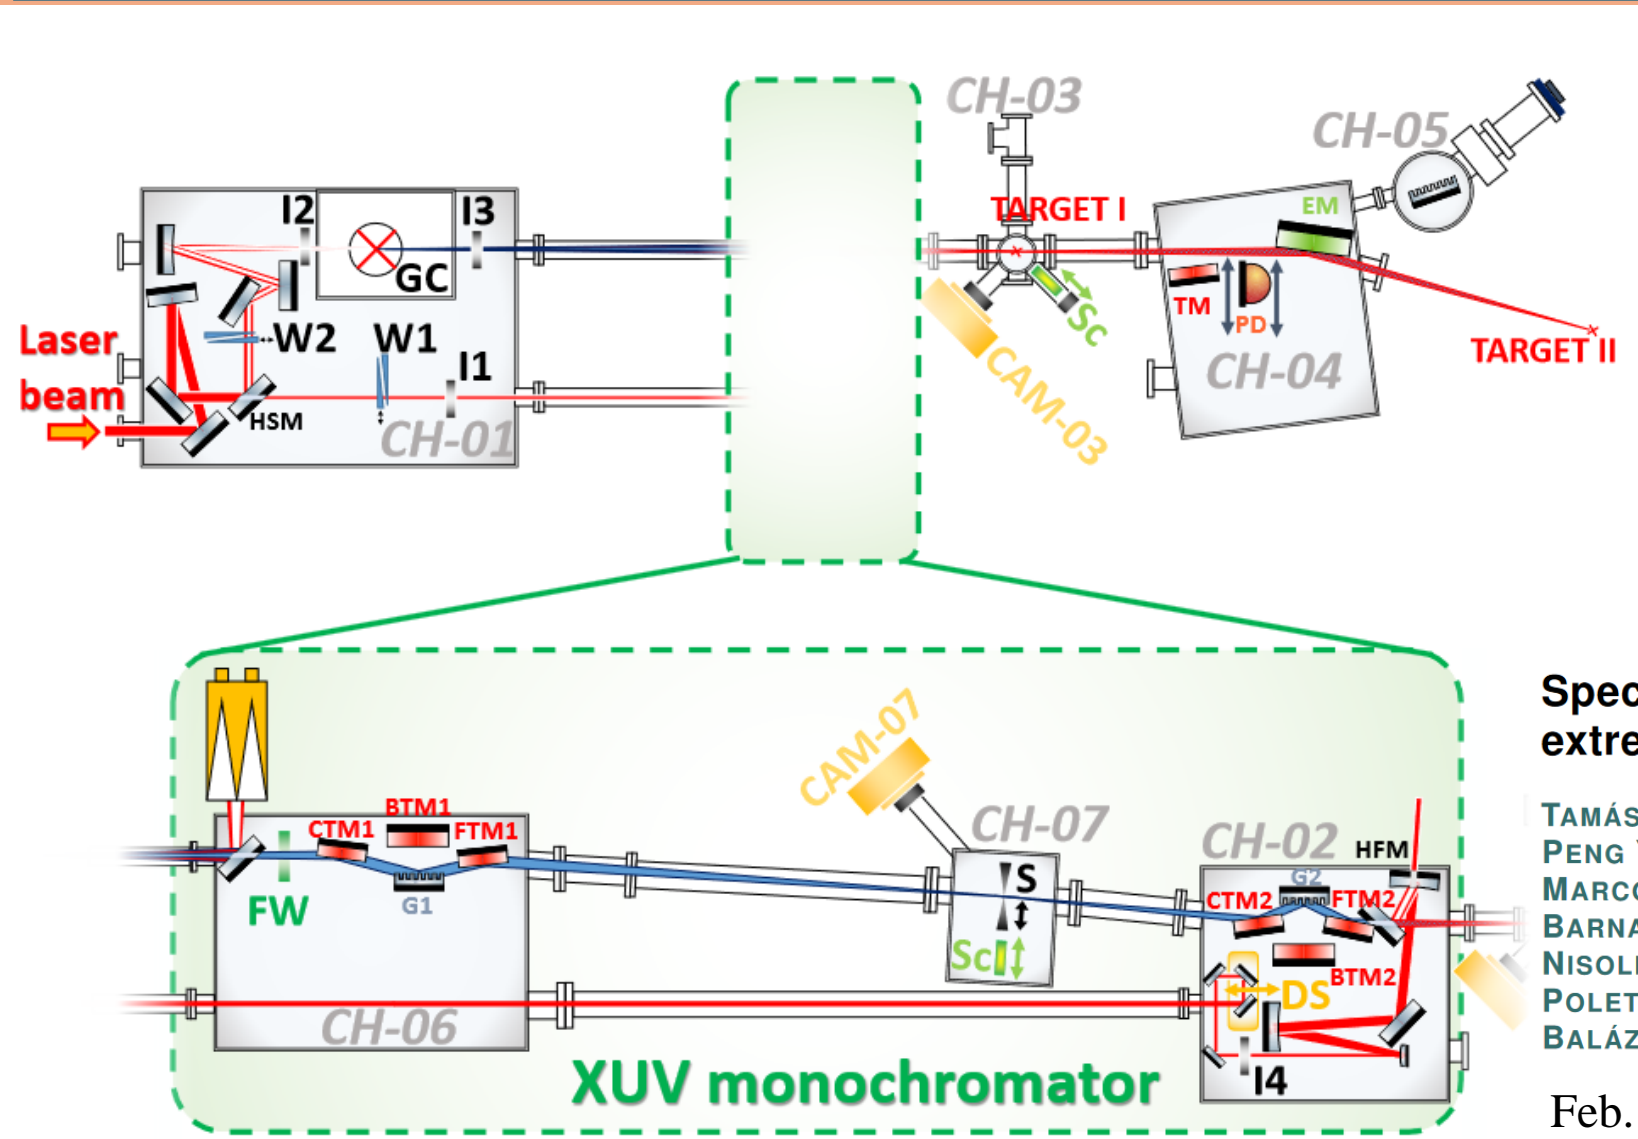 CH-03
CH-05
I2
I3
TARGET I
EM
GC
TM
PD
Sc
Laser
beam
W2
W1
I1
HSM
CH-01
CAM-03
CH-04
TARGET II
CAM-07
BTM1
CTM1
FTM1
FW
G1
CH-07
S
Sc
CH-02
HFM
G2
CTM2
FTM2
BTM2
DS
I4
CH-06
XUV monochromator
Spec
extre
TAMÁS
PENG
MARCO
BARNA
NISOL
POLET
BALÁZ
Feb.